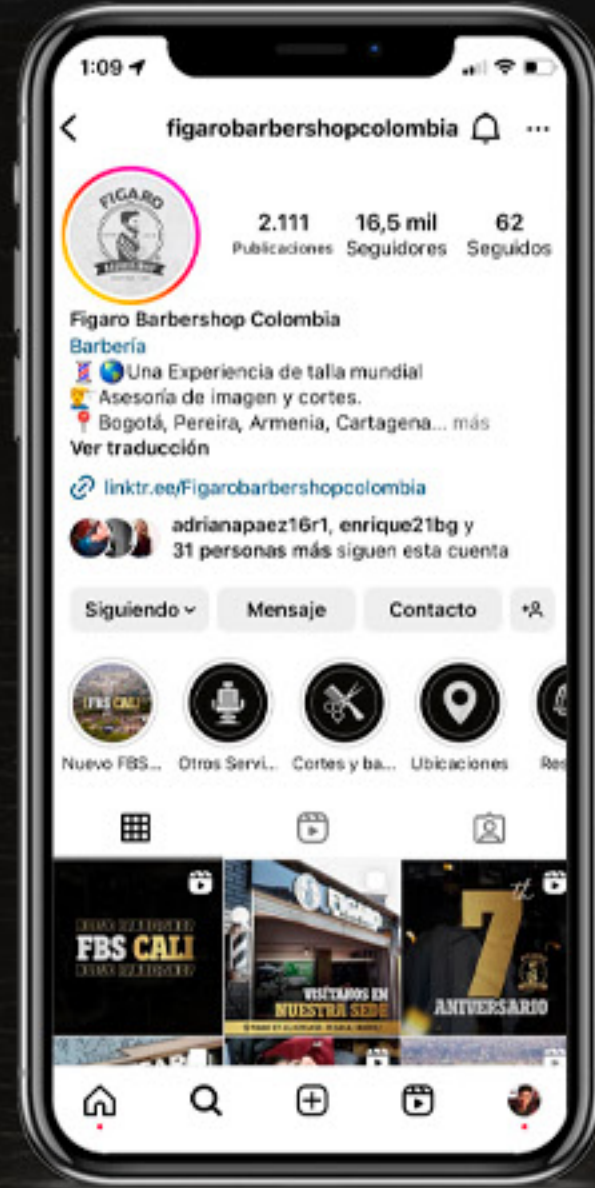 1:09
figarobarbershopcolombia
FIGARO
2.111 16,5 mil 62
Publicaciones Seguidores Seguidos
Figaro Barbershop Colombia
Barbería
Una Experiencia de talla mundial
Asesoría de imagen y cortes.
Bogotá, Pereira, Armenia, Cartagena... más
Ver traducción
linktr.ee/Figarobarbershopcolombia
adrianapaez16r1, enrique21bg y
31 personas más siguen esta cuenta
Siguiendo Mensaje Contacto
FBS CALI
Nuevo FBS... Otros Servi... Cortes y ba... Ubicaciones Res
FBS CALI
VISÍTANOS EN
NUESTRA SEDE
7th
ANIVERSARIO